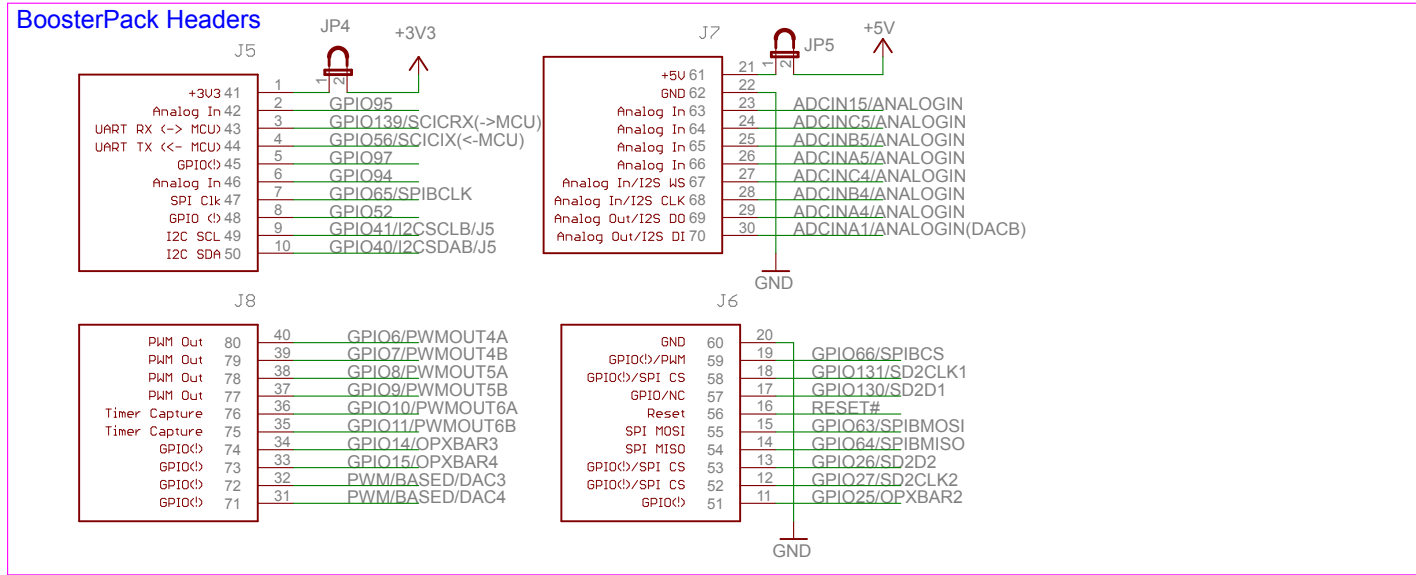 BoosterPack Headers
JP4
+3V3
J5
1
2
+3V3 41 1
Analog In 42 2 GPIO95
UART RX (-> MCU) 43 3 GPIO139/SCICRX(->MCU)
UART TX (<- MCU) 44 4 GPIO56/SCICIX(<-MCU)
GPIO(!) 45 5 GPIO97
Analog In 46 6 GPIO94
SPI Clk 47 7 GPIO65/SPIBCLK
GPIO (!) 48 8 GPIO52
I2C SCL 49 9 GPIO41/I2CSCLB/J5
I2C SDA 50 10 GPIO40/I2CSDAB/J5
J7
JP5
+5V
1
2
+5V 61 21
GND 62 22
Analog In 63 23 ADCIN15/ANALOGIN
Analog In 64 24 ADCINC5/ANALOGIN
Analog In 65 25 ADCINB5/ANALOGIN
Analog In 66 26 ADCINA5/ANALOGIN
Analog In/I2S WS 67 27 ADCINC4/ANALOGIN
Analog In/I2S CLK 68 28 ADCINB4/ANALOGIN
Analog Out/I2S DO 69 29 ADCINA4/ANALOGIN
Analog Out/I2S DI 70 30 ADCINA1/ANALOGIN(DACB)
GND
J8
PWM Out 80 40 GPIO6/PWMOUT4A
PWM Out 79 39 GPIO7/PWMOUT4B
PWM Out 78 38 GPIO8/PWMOUT5A
PWM Out 77 37 GPIO9/PWMOUT5B
Timer Capture 76 36 GPIO10/PWMOUT6A
Timer Capture 75 35 GPIO11/PWMOUT6B
GPIO(!) 74 34 GPIO14/OPXBAR3
GPIO(!) 73 33 GPIO15/OPXBAR4
GPIO(!) 72 32 PWM/BASED/DAC3
GPIO(!) 71 31 PWM/BASED/DAC4
J6
GND 60 20
GPIO(!)/PWM 59 19 GPIO66/SPIBCS
GPIO(!)/SPI CS 58 18 GPIO131/SD2CLK1
GPIO/NC 57 17 GPIO130/SD2D1
Reset 56 16 RESET#
SPI MOSI 55 15 GPIO63/SPIBMOSI
SPI MISO 54 14 GPIO64/SPIBMISO
GPIO(!)/SPI CS 53 13 GPIO26/SD2D2
GPIO(!)/SPI CS 52 12 GPIO27/SD2CLK2
GPIO(!) 51 11 GPIO25/OPXBAR2
GND